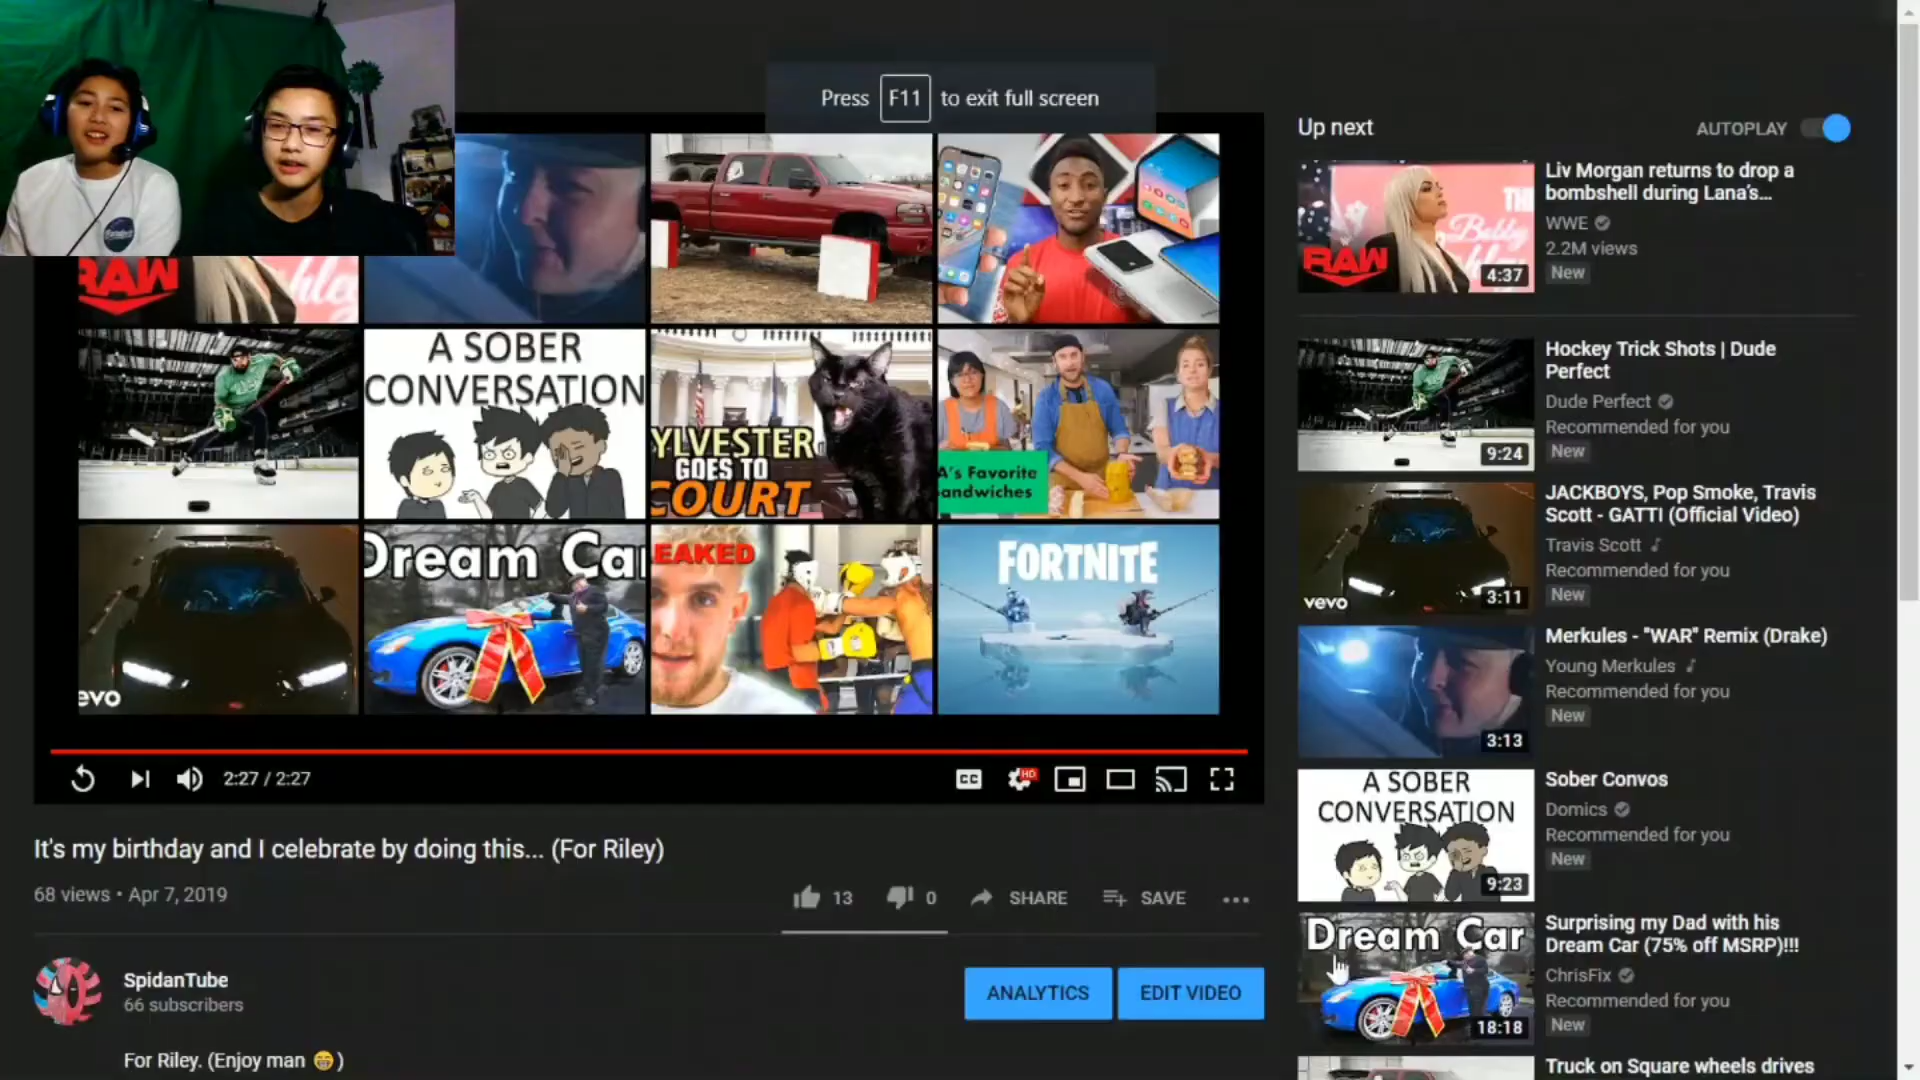 Press F11 to exit full screen
RAW
A SOBER
CONVERSATION
YLVESTER
GOES TO
COURT
A's Favorite
andwiches
evo
Dream Car
EAKED
FORTNITE
2:27 / 2:27
CC
HD
It's my birthday and I celebrate by doing this... (For Riley)
68 views • Apr 7, 2019
13
0
SHARE
SAVE
SpidanTube
66 subscribers
ANALYTICS
EDIT VIDEO
For Riley. (Enjoy man 😁)
Up next
AUTOPLAY
RAW
4:37
Liv Morgan returns to drop a
bombshell during Lana's...
WWE
2.2M views
New
9:24
Hockey Trick Shots | Dude
Perfect
Dude Perfect
Recommended for you
New
vevo
3:11
JACKBOYS, Pop Smoke, Travis
Scott - GATTI (Official Video)
Travis Scott
Recommended for you
New
3:13
Merkules - "WAR" Remix (Drake)
Young Merkules
Recommended for you
New
A SOBER
CONVERSATION
9:23
Sober Convos
Domics
Recommended for you
New
Dream Car
18:18
Surprising my Dad with his
Dream Car (75% off MSRP)!!!
ChrisFix
Recommended for you
New
Truck on Square wheels drives